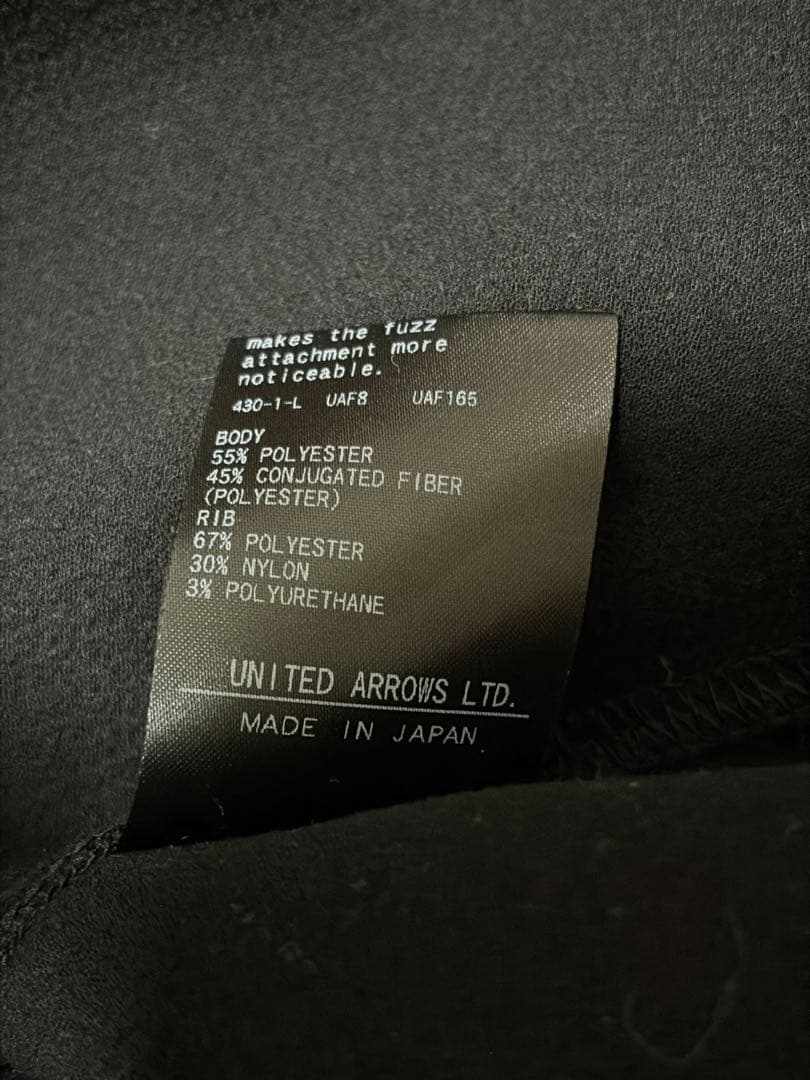 makes the fuzz
attachment more
noticeable.
430-1-L UAF8 UAF165
BODY
55% POLYESTER
45% CONJUGATED FIBER
(POLYESTER)
RIB
67% POLYESTER
30% NYLON
3% POLYURETHANE
UNITED ARROWS LTD.
MADE IN JAPAN